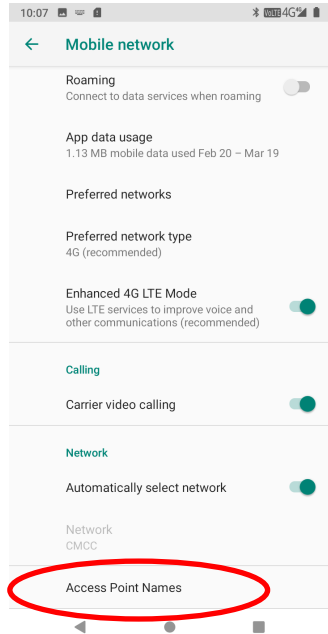 10:07 VoLTE 4G
Mobile network
Roaming
Connect to data services when roaming
App data usage
1.13 MB mobile data used Feb 20 – Mar 19
Preferred networks
Preferred network type
4G (recommended)
Enhanced 4G LTE Mode
Use LTE services to improve voice and
other communications (recommended)
Calling
Carrier video calling
Network
Automatically select network
Network
CMCC
Access Point Names